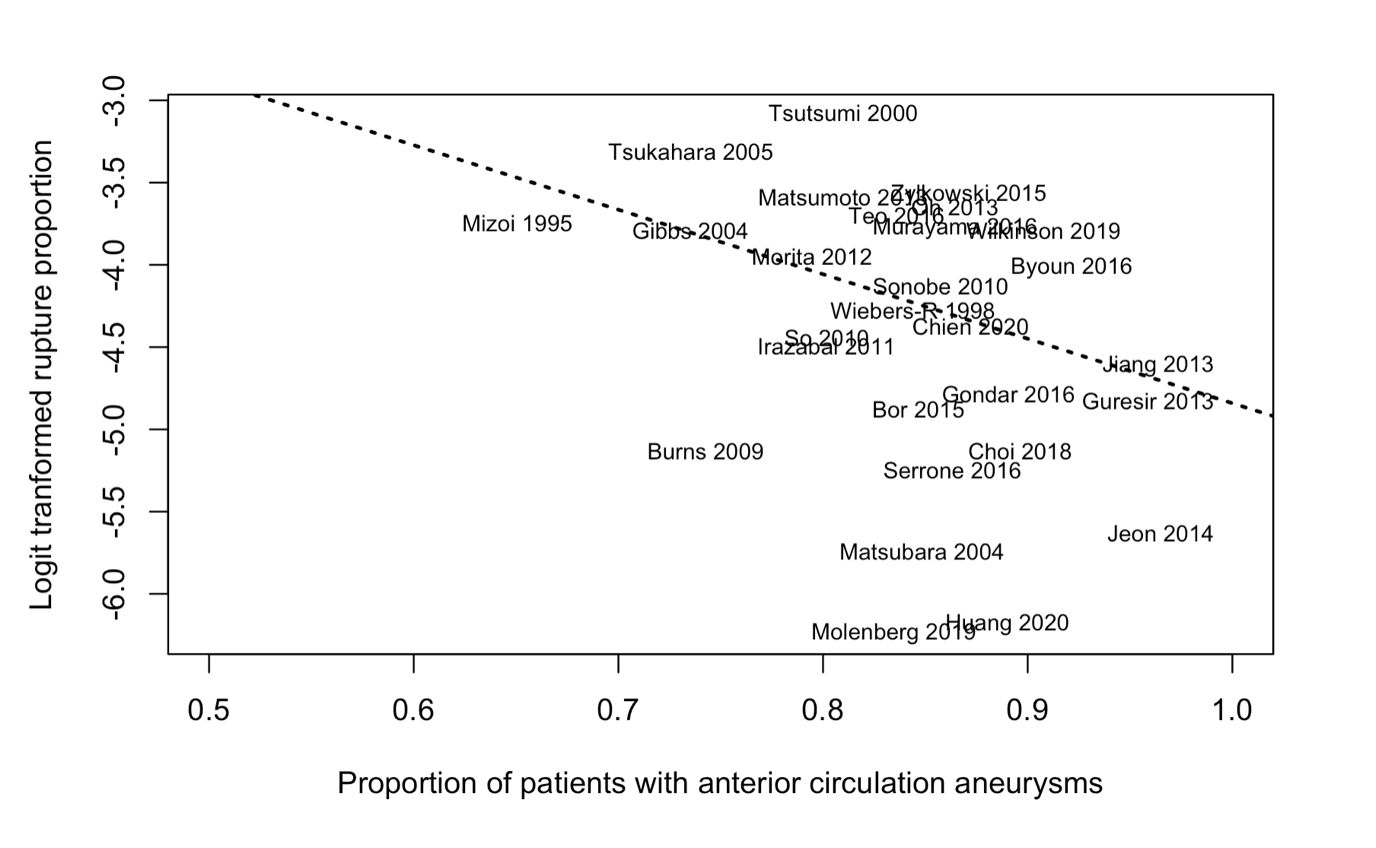 Logit tranformed rupture proportion
-3.0
-3.5
-4.0
-4.5
-5.0
-5.5
-6.0
Tsutsumi 2000
Tsukahara 2005
Zylkowski 2015
Matsumoto 2013
Oh 2013
Teo 2016
Mizoi 1995
Murayama 2016
Gibbs 2004
Wilkinson 2019
Morita 2012
Byoun 2016
Sonobe 2010
Wiebers-R 1998
Chien 2020
So 2010
Irazabal 2011
Jiang 2013
Gondar 2016
Guresir 2013
Bor 2015
Burns 2009
Choi 2018
Serrone 2016
Jeon 2014
Matsubara 2004
Huang 2020
Molenberg 2019
0.5 0.6 0.7 0.8 0.9 1.0
Proportion of patients with anterior circulation aneurysms